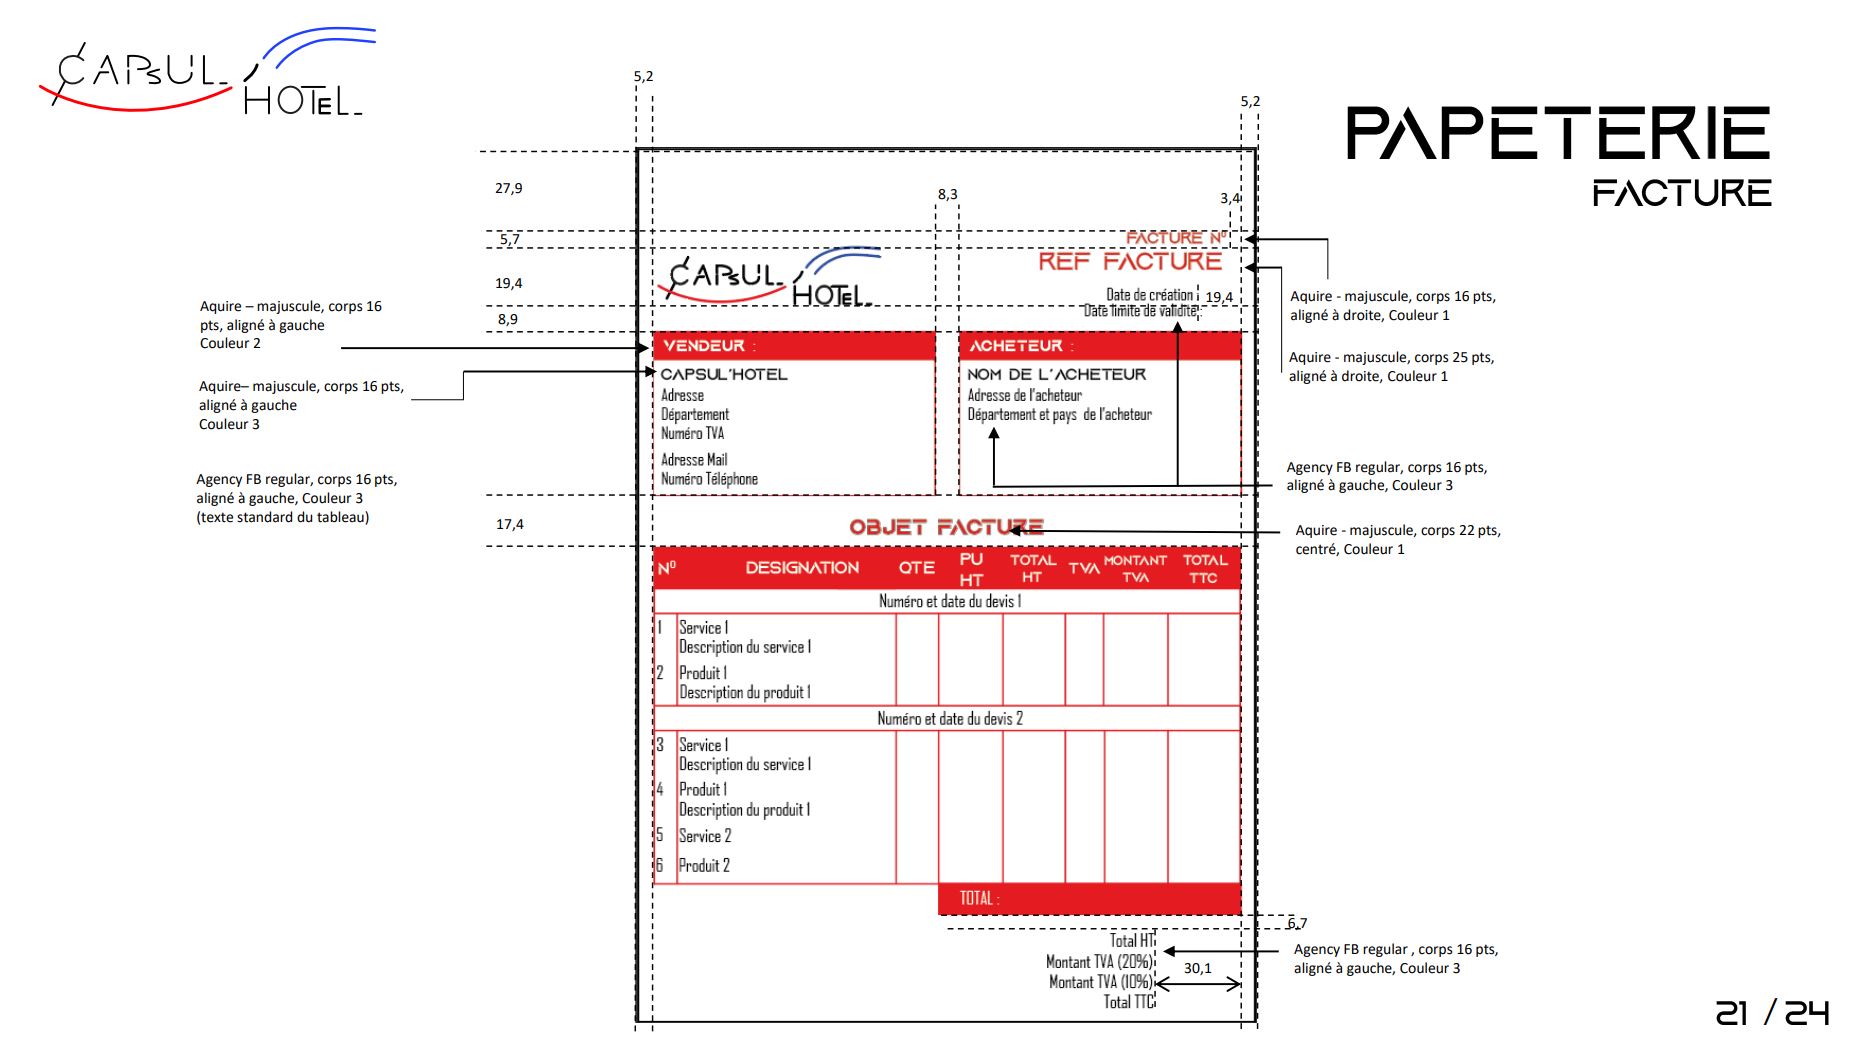 CAPSUL'
HOTEL
PAPETERIE
FACTURE
5,2
5,2
27,9
8,3
3,4
5,7
FACTURE N°
REF FACTURE
CAPSUL'
HOTEL
19,4
Date de création :
19,4
Date limite de validité :
8,9
Aquire – majuscule, corps 16
pts, aligné à gauche
Couleur 2
Aquire– majuscule, corps 16 pts,
aligné à gauche
Couleur 3
Agency FB regular, corps 16 pts,
aligné à gauche, Couleur 3
(texte standard du tableau)
Aquire - majuscule, corps 16 pts,
aligné à droite, Couleur 1
Aquire - majuscule, corps 25 pts,
aligné à droite, Couleur 1
Agency FB regular, corps 16 pts,
aligné à gauche, Couleur 3
Aquire - majuscule, corps 22 pts,
centré, Couleur 1
VENDEUR :
CAPSUL'HOTEL
Adresse
Département
Numéro TVA
Adresse Mail
Numéro Téléphone
ACHETEUR :
NOM DE L'ACHETEUR
Adresse de l'acheteur
Département et pays de l'acheteur
17,4
OBJET FACTURE
N° DESIGNATION QTE PU HT TOTAL HT TVA MONTANT TVA TOTAL TTC
Numéro et date du devis 1
1 Service 1
Description du service 1
2 Produit 1
Description du produit 1
Numéro et date du devis 2
3 Service 1
Description du service 1
4 Produit 1
Description du produit 1
5 Service 2
6 Produit 2
TOTAL :
6,7
Total HT
Montant TVA (20%)
Montant TVA (10%)
Total TTC
30,1
Agency FB regular , corps 16 pts,
aligné à gauche, Couleur 3
21 / 24